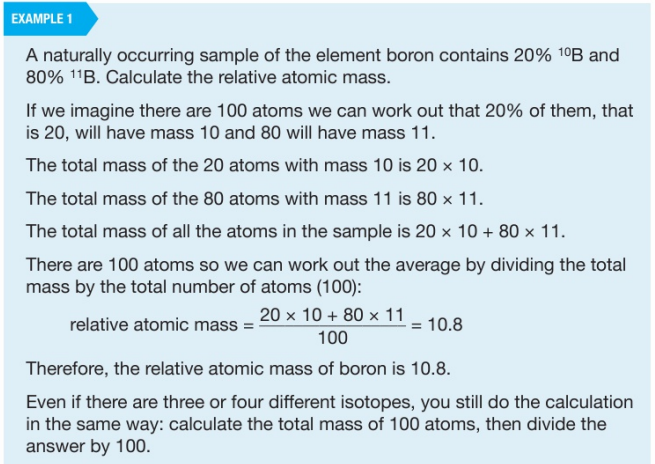 EXAMPLE 1
A naturally occurring sample of the element boron contains 20% ¹⁰B and
80% ¹¹B. Calculate the relative atomic mass.
If we imagine there are 100 atoms we can work out that 20% of them, that
is 20, will have mass 10 and 80 will have mass 11.
The total mass of the 20 atoms with mass 10 is 20 × 10.
The total mass of the 80 atoms with mass 11 is 80 × 11.
The total mass of all the atoms in the sample is 20 × 10 + 80 × 11.
There are 100 atoms so we can work out the average by dividing the total
mass by the total number of atoms (100):
20 × 10 + 80 × 11
relative atomic mass = = 10.8
100
Therefore, the relative atomic mass of boron is 10.8.
Even if there are three or four different isotopes, you still do the calculation
in the same way: calculate the total mass of 100 atoms, then divide the
answer by 100.